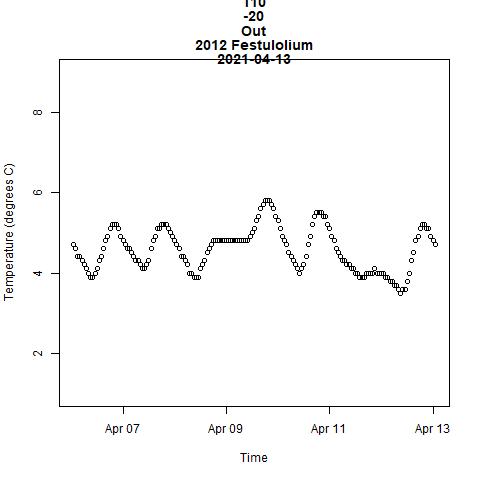 110
-20
Out
2012 Festulolium
2021-04-13
Temperature (degrees C)
8
6
4
2
Apr 07 Apr 09 Apr 11 Apr 13
Time